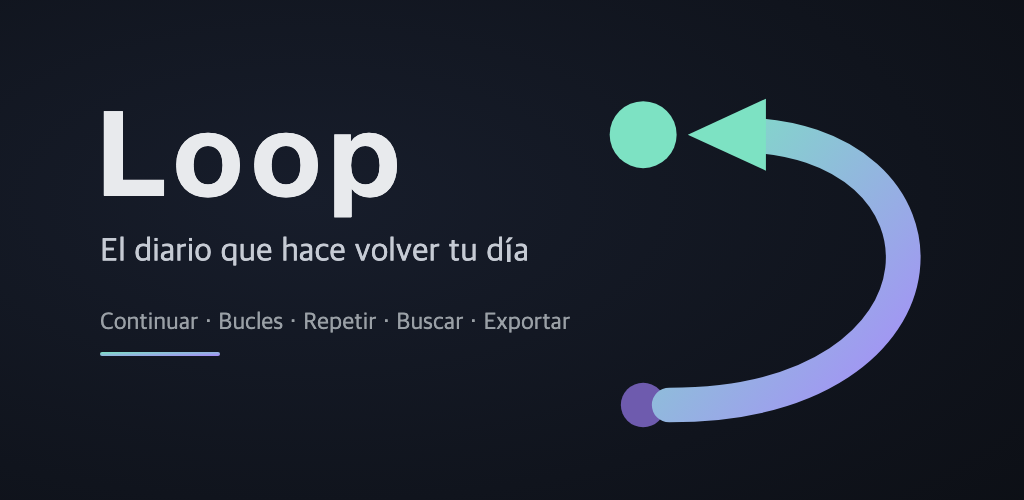 Loop
El diario que hace volver tu día
Continuar · Bucles · Repetir · Buscar · Exportar